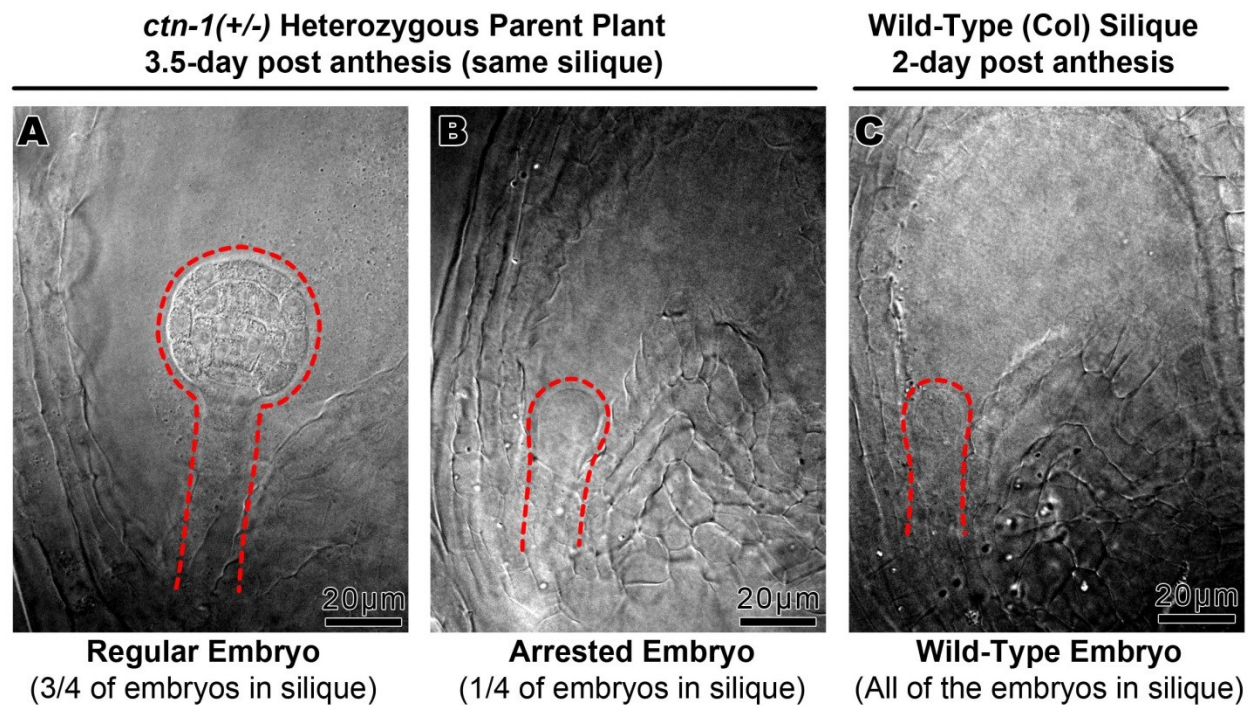 ctn-1(+/-) Heterozygous Parent Plant
3.5-day post anthesis (same silique)
Wild-Type (Col) Silique
2-day post anthesis
A
B
C
20µm
20µm
20µm
Regular Embryo
(3/4 of embryos in silique)
Arrested Embryo
(1/4 of embryos in silique)
Wild-Type Embryo
(All of the embryos in silique)